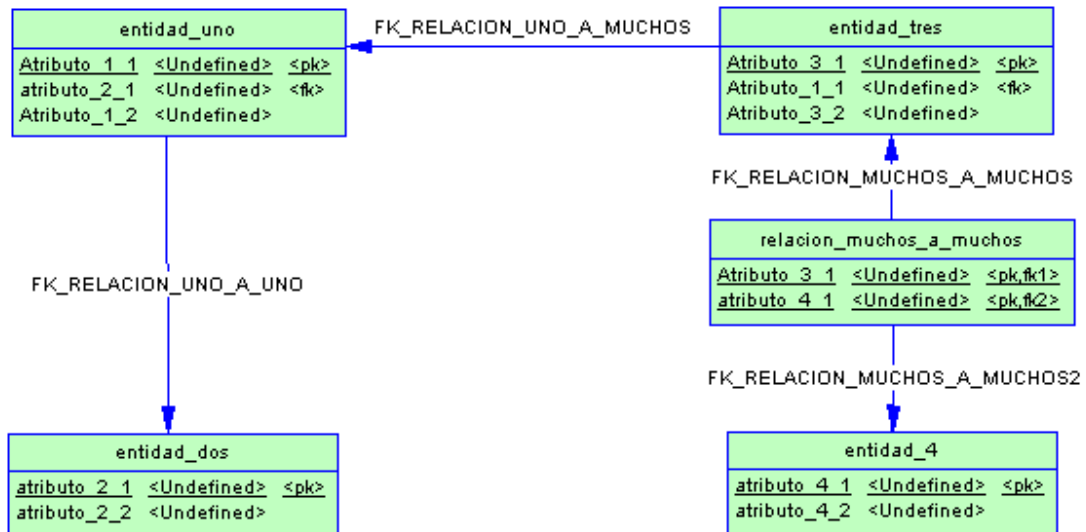 entidad_uno
Atributo_1_1 <Undefined> <pk>
atributo_2_1 <Undefined> <fk>
Atributo_1_2 <Undefined>
FK_RELACION_UNO_A_MUCHOS
entidad_tres
Atributo_3_1 <Undefined> <pk>
Atributo_1_1 <Undefined> <fk>
Atributo_3_2 <Undefined>
FK_RELACION_MUCHOS_A_MUCHOS
relacion_muchos_a_muchos
Atributo_3_1 <Undefined> <pk,fk1>
atributo_4_1 <Undefined> <pk,fk2>
FK_RELACION_UNO_A_UNO
FK_RELACION_MUCHOS_A_MUCHOS2
entidad_dos
atributo_2_1 <Undefined> <pk>
atributo_2_2 <Undefined>
entidad_4
atributo_4_1 <Undefined> <pk>
atributo_4_2 <Undefined>